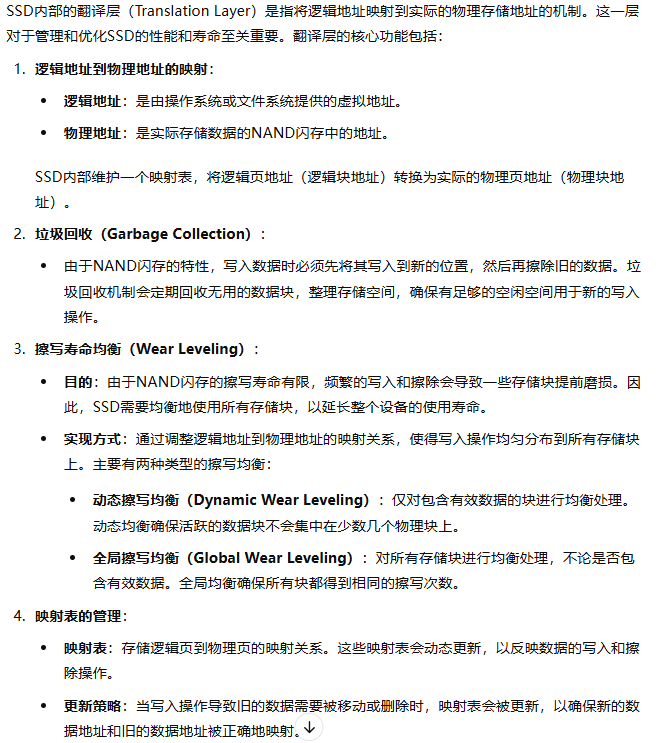 SSD内部的翻译层（Translation Layer）是指将逻辑地址映射到实际的物理存储地址的机制。这一层
对于管理和优化SSD的性能和寿命至关重要。翻译层的核心功能包括：
1. 逻辑地址到物理地址的映射：
• 逻辑地址：是由操作系统或文件系统提供的虚拟地址。
• 物理地址：是实际存储数据的NAND闪存中的地址。
SSD内部维护一个映射表，将逻辑页地址（逻辑块地址）转换为实际的物理页地址（物理块地
址）。
2. 垃圾回收（Garbage Collection）：
• 由于NAND闪存的特性，写入数据时必须先将其写入到新的位置，然后再擦除旧的数据。垃
圾回收机制会定期回收无用的数据块，整理存储空间，确保有足够的空闲空间用于新的写入
操作。
3. 擦写寿命均衡（Wear Leveling）：
• 目的：由于NAND闪存的擦写寿命有限，频繁的写入和擦除会导致一些存储块提前磨损。因
此，SSD需要均衡地使用所有存储块，以延长整个设备的使用寿命。
• 实现方式：通过调整逻辑地址到物理地址的映射关系，使得写入操作均匀分布到所有存储块
上。主要有两种类型的擦写均衡：
• 动态擦写均衡（Dynamic Wear Leveling）：仅对包含有效数据的块进行均衡处理。
动态均衡确保活跃的数据块不会集中在少数几个物理块上。
• 全局擦写均衡（Global Wear Leveling）：对所有存储块进行均衡处理，不论是否包
含有效数据。全局均衡确保所有块都得到相同的擦写次数。
4. 映射表的管理：
• 映射表：存储逻辑页到物理页的映射关系。这些映射表会动态更新，以反映数据的写入和擦
除操作。
• 更新策略：当写入操作导致旧的数据需要被移动或删除时，映射表会被更新，以确保新的数
据地址和旧的数据地址被正确地映射。